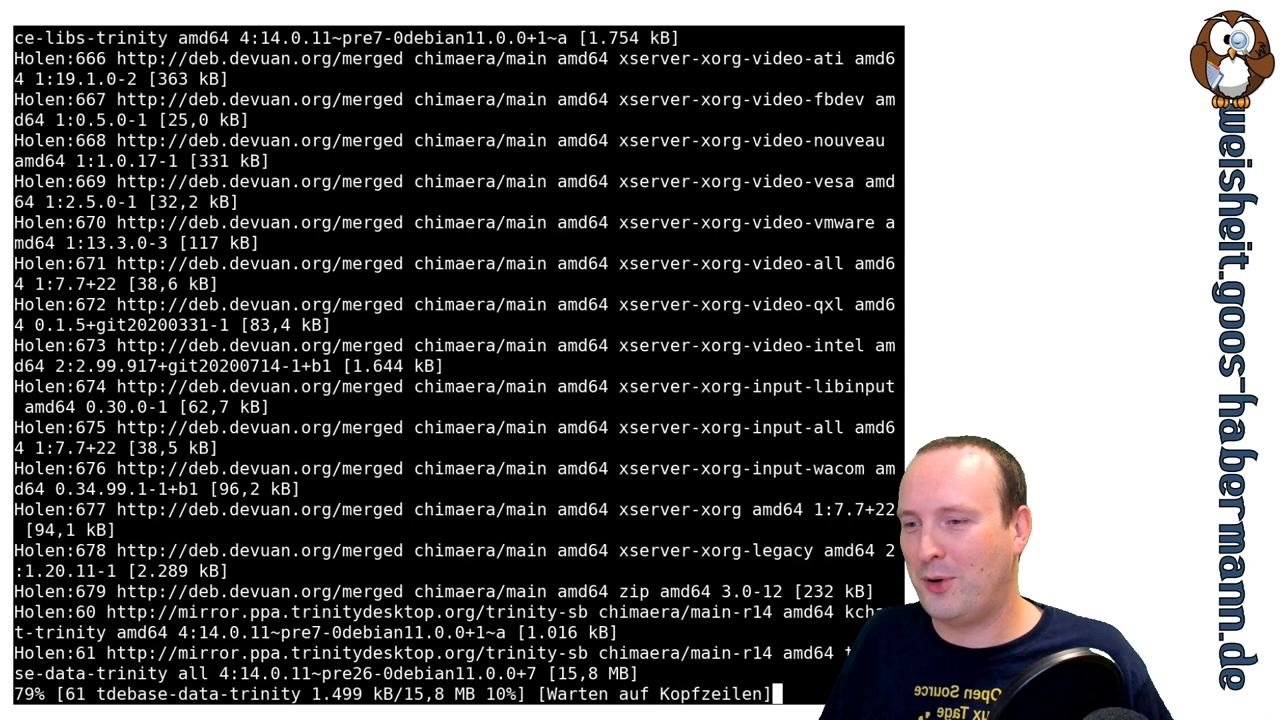 ce-libs-trinity amd64 4:14.0.11~pre7-0debian11.0.0+1~a [1.754 kB]
Holen:666 http://deb.devuan.org/merged chimaera/main amd64 xserver-xorg-video-ati amd6
4 1:19.1.0-2 [363 kB]
Holen:667 http://deb.devuan.org/merged chimaera/main amd64 xserver-xorg-video-fbdev am
d64 1:0.5.0-1 [25,0 kB]
Holen:668 http://deb.devuan.org/merged chimaera/main amd64 xserver-xorg-video-nouveau
amd64 1:1.0.17-1 [331 kB]
Holen:669 http://deb.devuan.org/merged chimaera/main amd64 xserver-xorg-video-vesa amd
64 1:2.5.0-1 [32,2 kB]
Holen:670 http://deb.devuan.org/merged chimaera/main amd64 xserver-xorg-video-vmware a
md64 1:13.3.0-3 [117 kB]
Holen:671 http://deb.devuan.org/merged chimaera/main amd64 xserver-xorg-video-all amd6
4 1:7.7+22 [38,6 kB]
Holen:672 http://deb.devuan.org/merged chimaera/main amd64 xserver-xorg-video-qxl amd6
4 0.1.5+git20200331-1 [83,4 kB]
Holen:673 http://deb.devuan.org/merged chimaera/main amd64 xserver-xorg-video-intel am
d64 2:2.99.917+git20200714-1+b1 [1.644 kB]
Holen:674 http://deb.devuan.org/merged chimaera/main amd64 xserver-xorg-input-libinput
amd64 0.30.0-1 [62,7 kB]
Holen:675 http://deb.devuan.org/merged chimaera/main amd64 xserver-xorg-input-all amd6
4 1:7.7+22 [38,5 kB]
Holen:676 http://deb.devuan.org/merged chimaera/main amd64 xserver-xorg-input-wacom am
d64 0.34.99.1-1+b1 [96,2 kB]
Holen:677 http://deb.devuan.org/merged chimaera/main amd64 xserver-xorg amd64 1:7.7+22
[94,1 kB]
Holen:678 http://deb.devuan.org/merged chimaera/main amd64 xserver-xorg-legacy amd64 2
:1.20.11-1 [2.289 kB]
Holen:679 http://deb.devuan.org/merged chimaera/main amd64 zip amd64 3.0-12 [232 kB]
Holen:60 http://mirror.ppa.trinitydesktop.org/trinity-sb chimaera/main-r14 amd64
t-trinity amd64 4:14.0.11~pre7-0debian11.0.0+1~a [1.016 kB]
Holen:61 http://mirror.ppa.trinitydesktop.org/trinity-sb chimaera/main-r14 amd64
se-data-trinity all 4:14.0.11~pre26-0debian11.0.0+7 [15,8 MB]
79% [61 tdebase-data-trinity 1.499 kB/15,8 MB 10%] [Warten auf Kopfzeilen]
weisheit.goos-habermann.de
Open Source
ux Tage